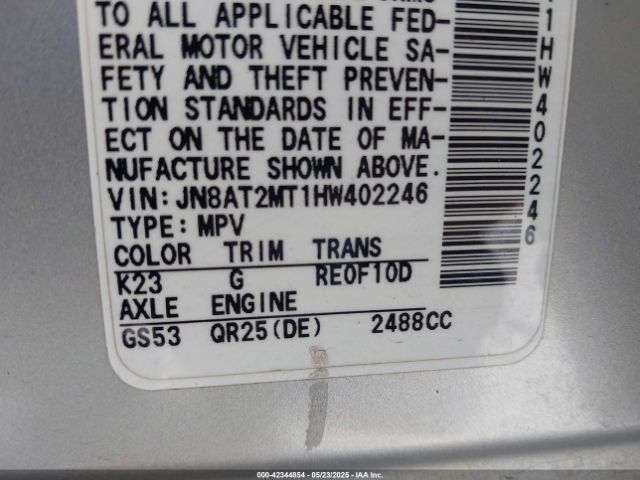 TO ALL APPLICABLE FED-
ERAL MOTOR VEHICLE SA-
FETY AND THEFT PREVEN-
TION STANDARDS IN EFF-
ECT ON THE DATE OF MA-
NUFACTURE SHOWN ABOVE.
VIN:JN8AT2MT1HW402246
TYPE:MPV
COLOR TRIM TRANS
K23 G RE0F10D
AXLE ENGINE
GS53 QR25(DE) 2488CC
1HW402246
000-42344854 - 05/23/2025 - IAAI.COM